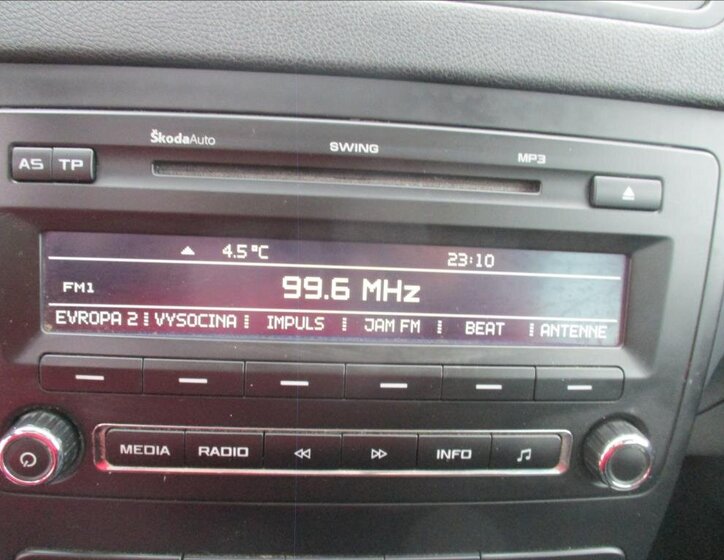 ŠkodaAuto SWING MP3
AS TP
4.5°C 23:10
FM1 99.6 MHz
EVROPA 2 VYSOCINA IMPULS JAM FM BEAT ANTENNE
MEDIA RADIO INFO